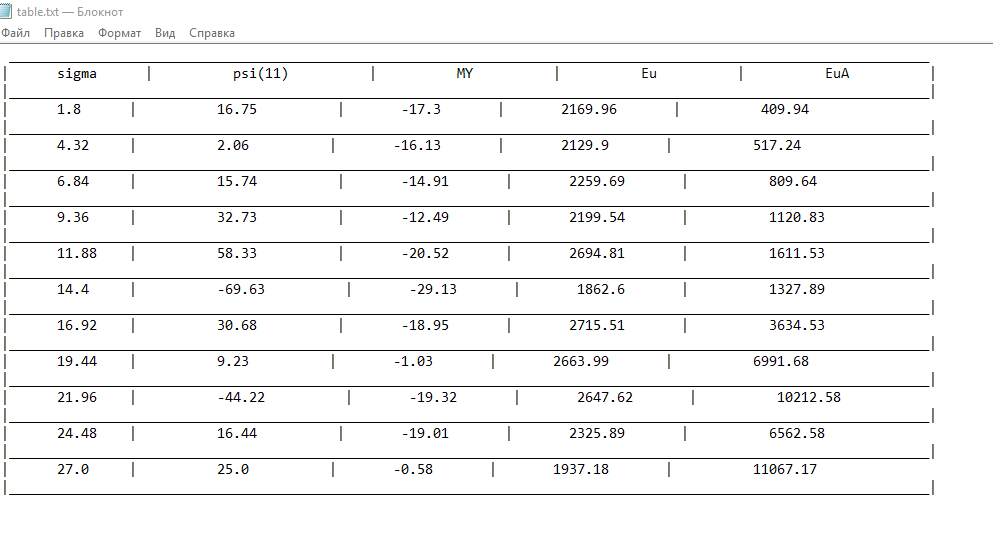 table.txt — Блокнот
Файл Правка Формат Вид Справка
| sigma | psi(11) | MY | Eu | EuA |
| 1.8 | 16.75 | -17.3 | 2169.96 | 409.94 |
| 4.32 | 2.06 | -16.13 | 2129.9 | 517.24 |
| 6.84 | 15.74 | -14.91 | 2259.69 | 809.64 |
| 9.36 | 32.73 | -12.49 | 2199.54 | 1120.83 |
| 11.88 | 58.33 | -20.52 | 2694.81 | 1611.53 |
| 14.4 | -69.63 | -29.13 | 1862.6 | 1327.89 |
| 16.92 | 30.68 | -18.95 | 2715.51 | 3634.53 |
| 19.44 | 9.23 | -1.03 | 2663.99 | 6991.68 |
| 21.96 | -44.22 | -19.32 | 2647.62 | 10212.58 |
| 24.48 | 16.44 | -19.01 | 2325.89 | 6562.58 |
| 27.0 | 25.0 | -0.58 | 1937.18 | 11067.17 |